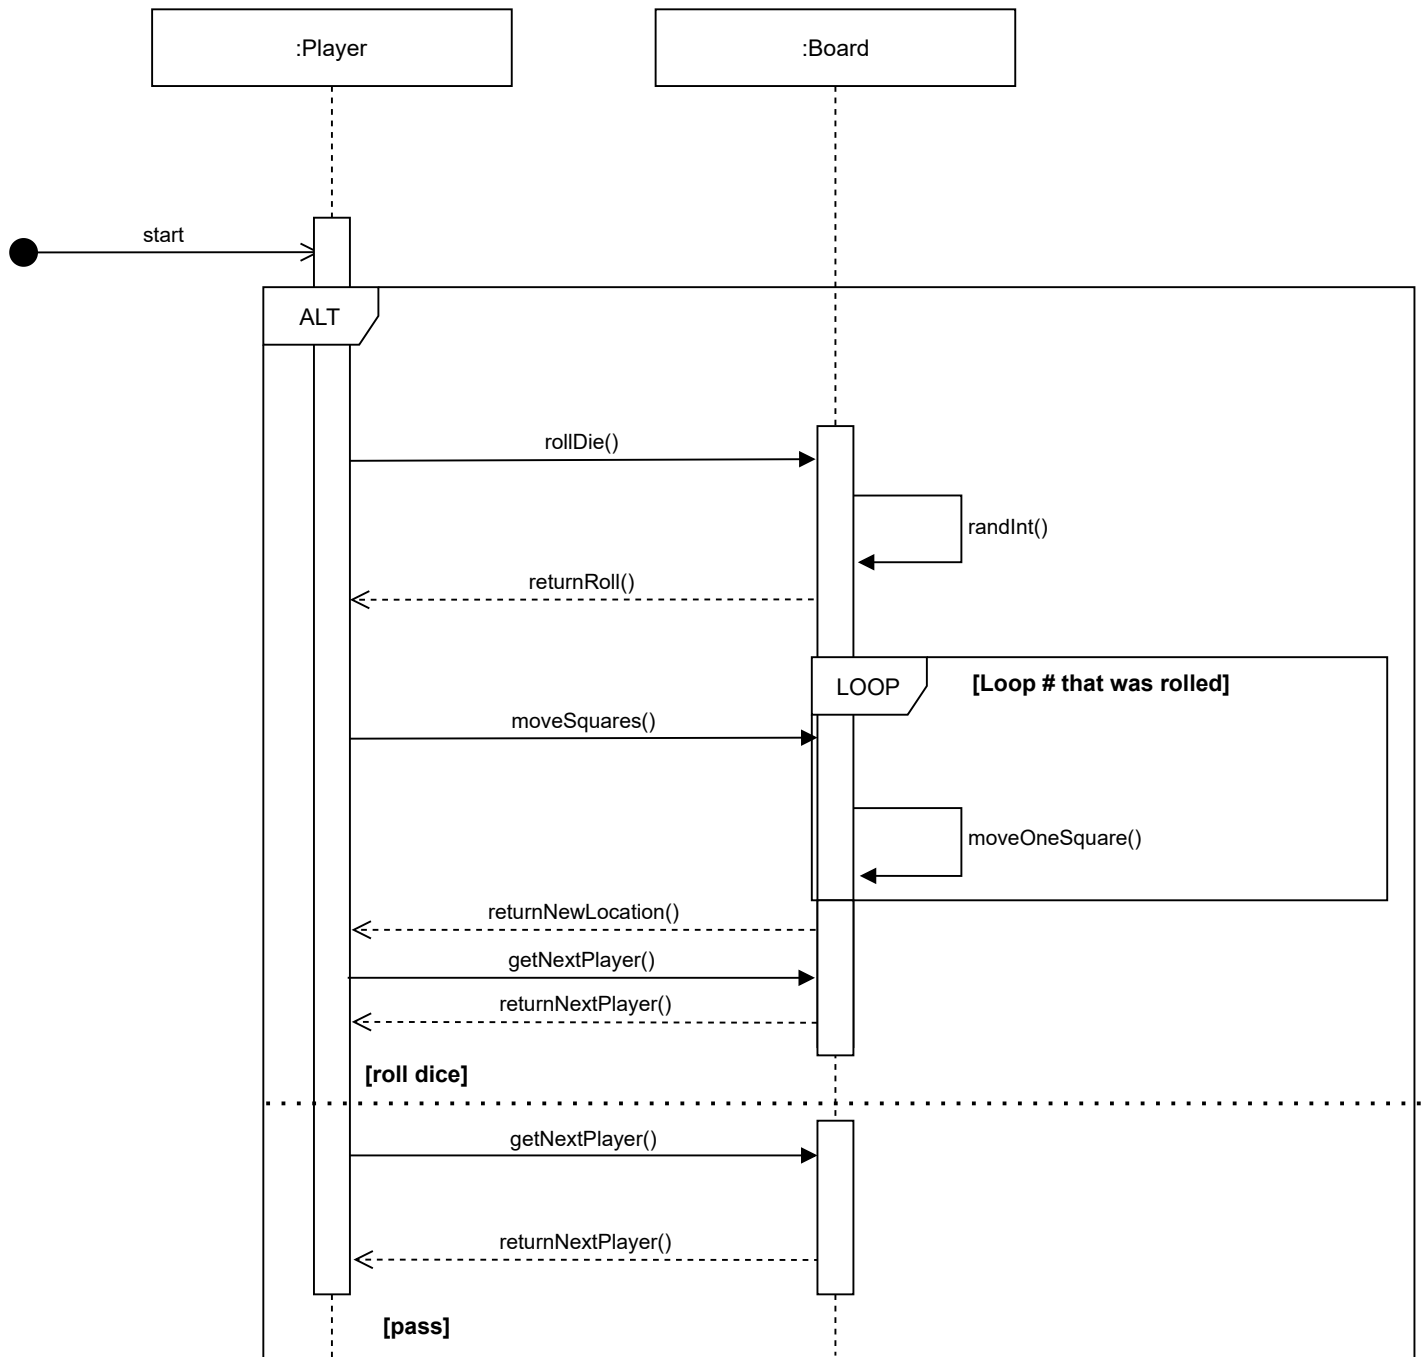 :Player
:Board
start
ALT
rollDie()
randInt()
returnRoll()
LOOP
[Loop # that was rolled]
moveSquares()
moveOneSquare()
returnNewLocation()
getNextPlayer()
returnNextPlayer()
[roll dice]
getNextPlayer()
returnNextPlayer()
[pass]